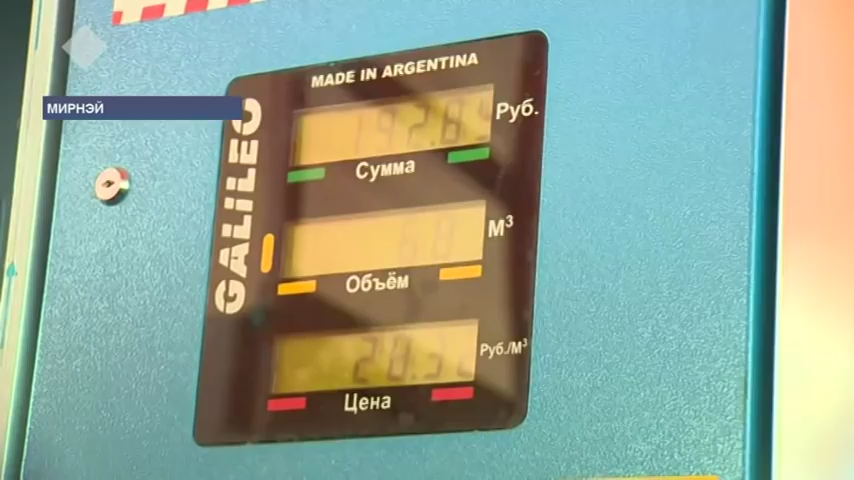 MADE IN ARGENTINA
МИРНЭЙ
GALILEO
Руб.
Сумма
М³
Объём
Руб./М³
Цена